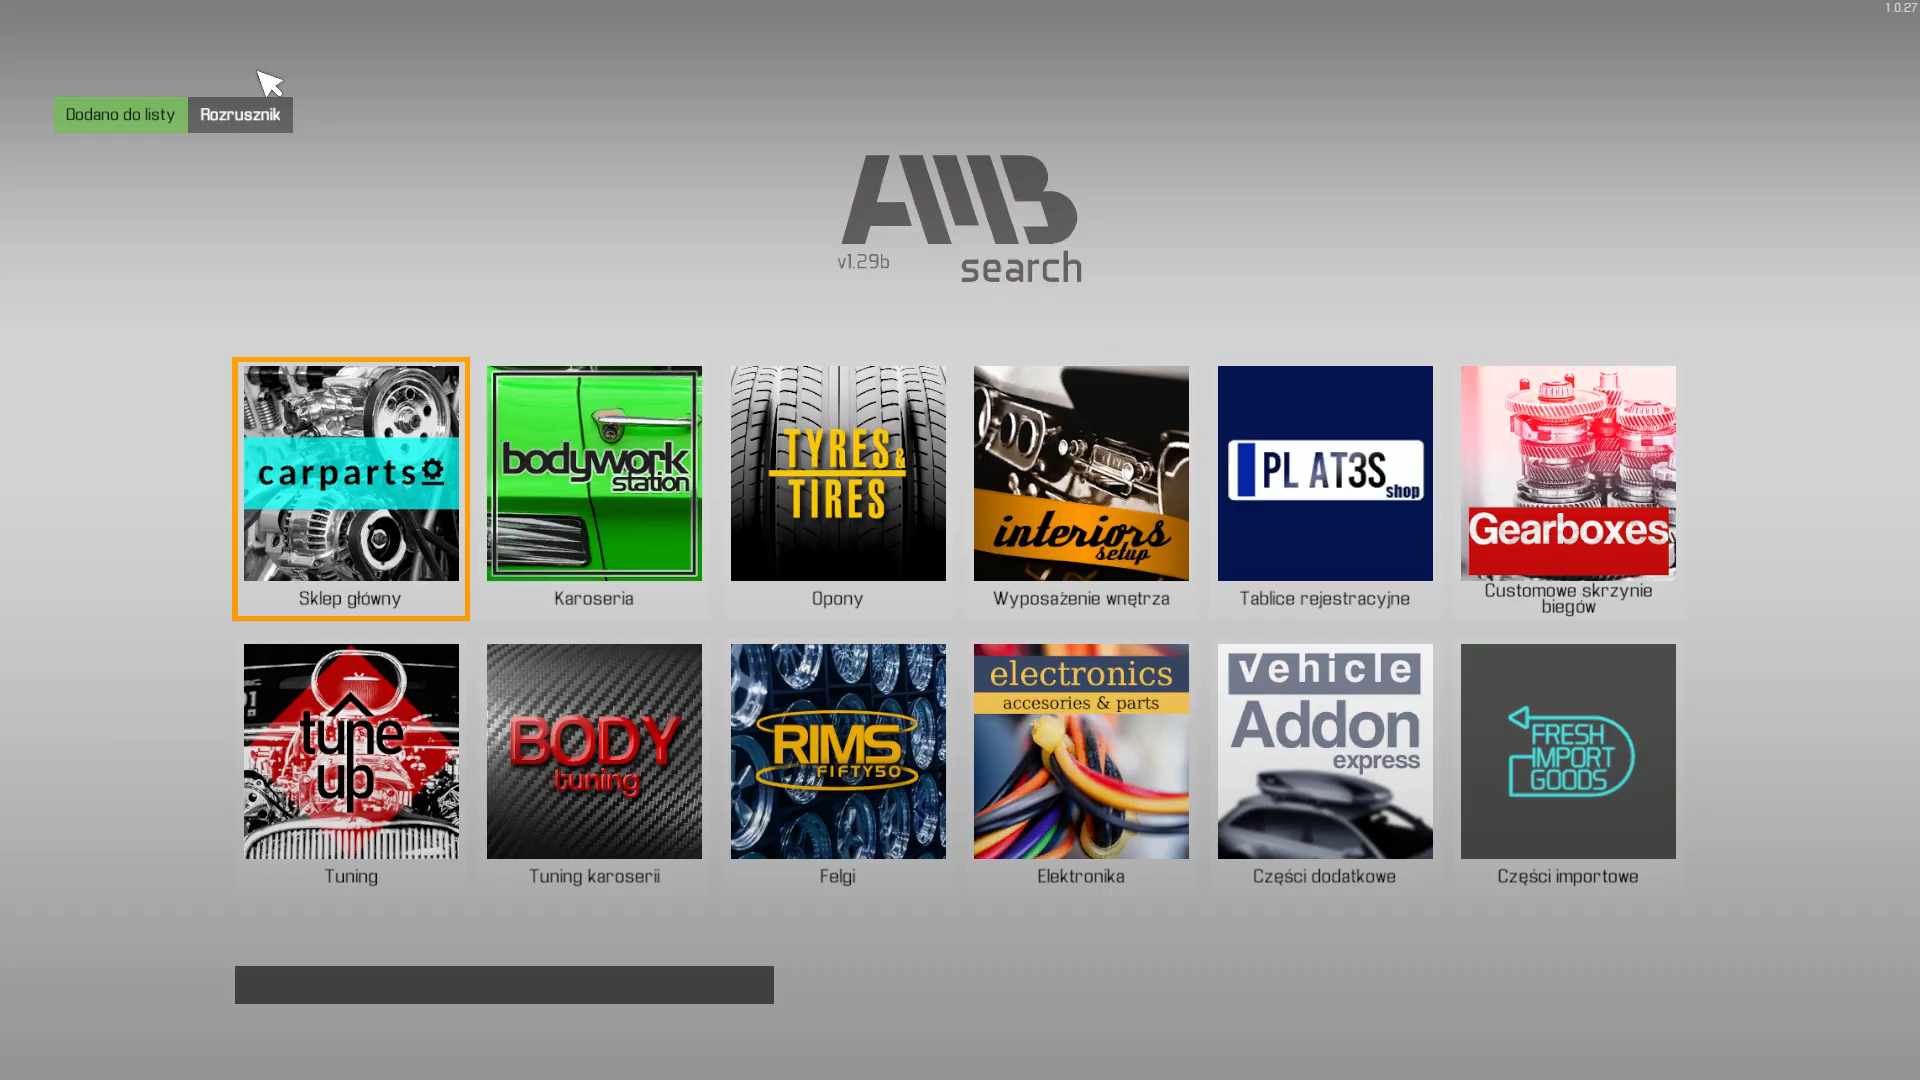 1.0.27
Dodano do listy Rozrusznik
AMB
v1.29b
search
carparts
bodywork
station
TYRES &
TIRES
interiors
setup
PL AT3S
shop
Gearboxes
Sklep główny
Karoseria
Opony
Wyposażenie wnętrza
Tablice rejestracyjne
Customowe skrzynie
biegów
tune
up
BODY
tuning
RIMS
FIFTY50
electronics
accesories & parts
vehicle
Addon
express
FRESH
IMPORT
GOODS
Tuning
Tuning karoserii
Felgi
Elektronika
Części dodatkowe
Części importowe